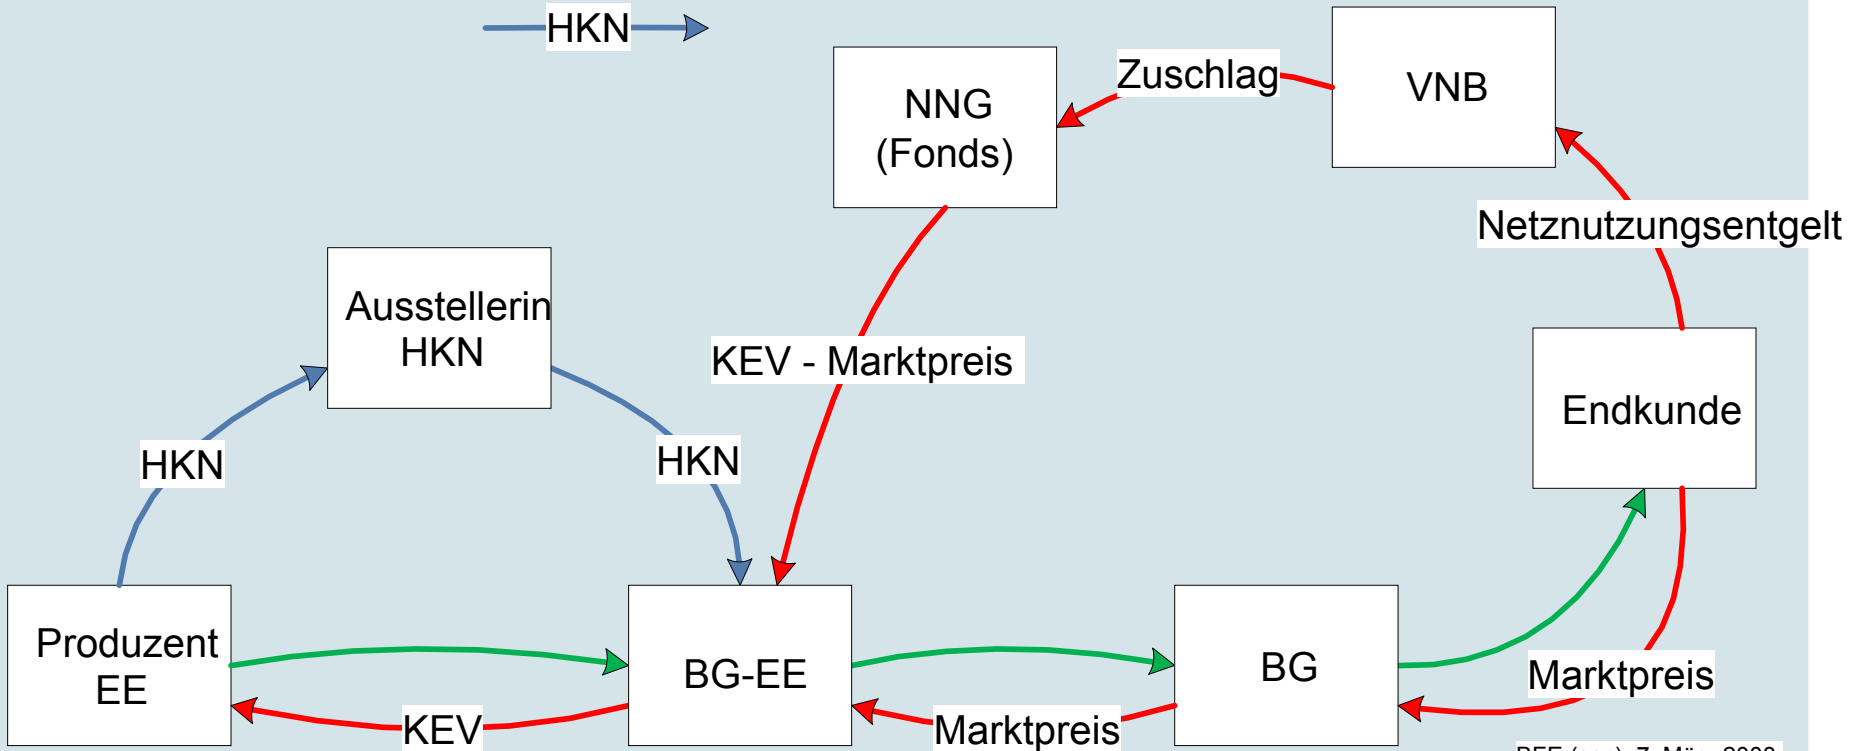 HKN
Zuschlag
VNB
NNG
(Fonds)
Netznutzungsentgelt
Ausstellerin
HKN
KEV - Marktpreis
Endkunde
HKN
HKN
Produzent
EE
BG-EE
BG
Marktpreis
KEV
Marktpreis